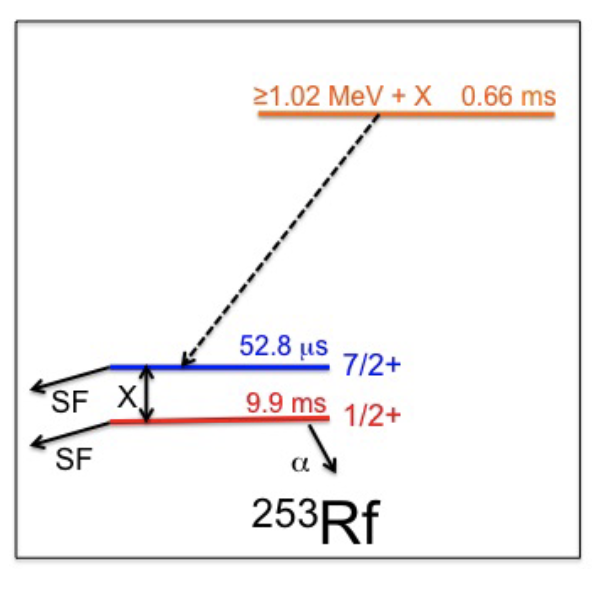 ≥1.02 MeV + X 0.66 ms
52.8 μs 7/2+
SF X 9.9 ms 1/2+
SF α
²⁵³Rf